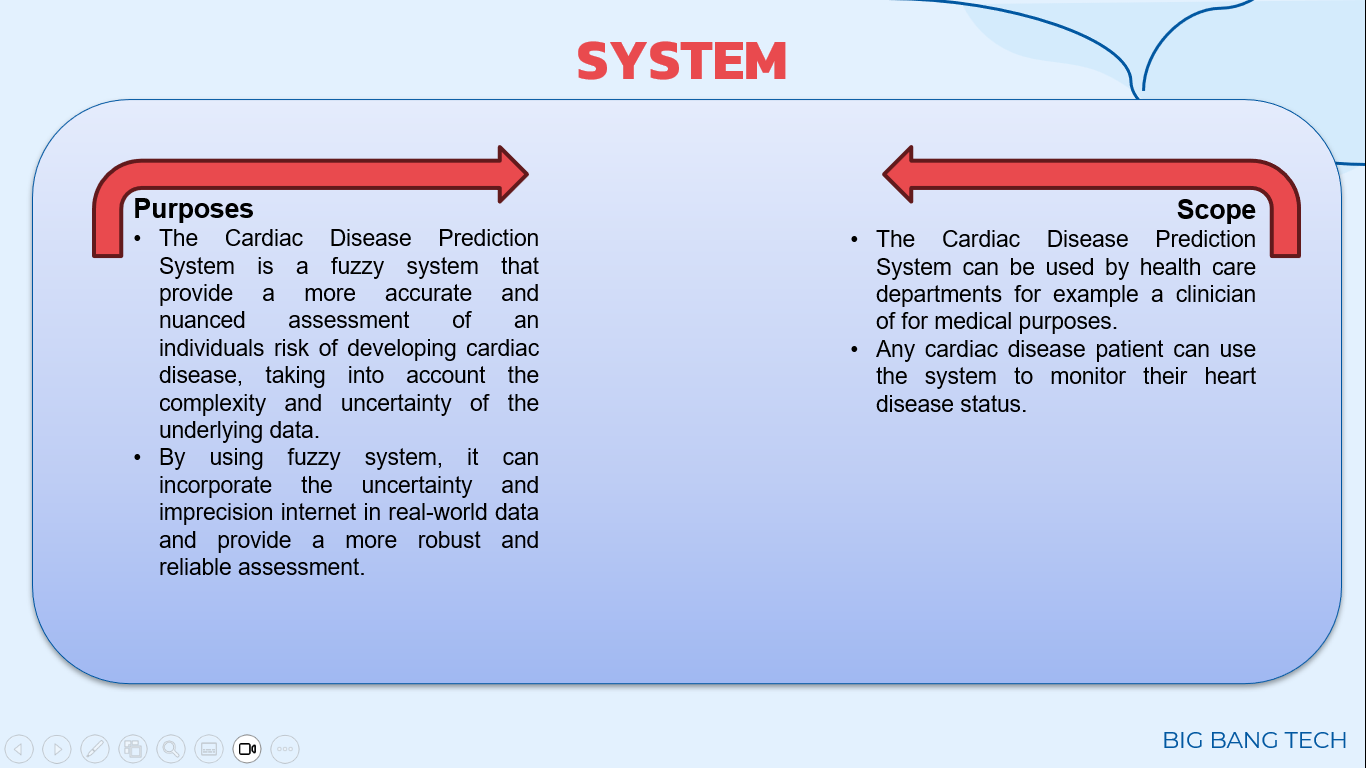 SYSTEM
Purposes
• The Cardiac Disease Prediction
System is a fuzzy system that
provide a more accurate and
nuanced assessment of an
individuals risk of developing cardiac
disease, taking into account the
complexity and uncertainty of the
underlying data.
• By using fuzzy system, it can
incorporate the uncertainty and
imprecision internet in real-world data
and provide a more robust and
reliable assessment.
Scope
• The Cardiac Disease Prediction
System can be used by health care
departments for example a clinician
of for medical purposes.
• Any cardiac disease patient can use
the system to monitor their heart
disease status.
BIG BANG TECH